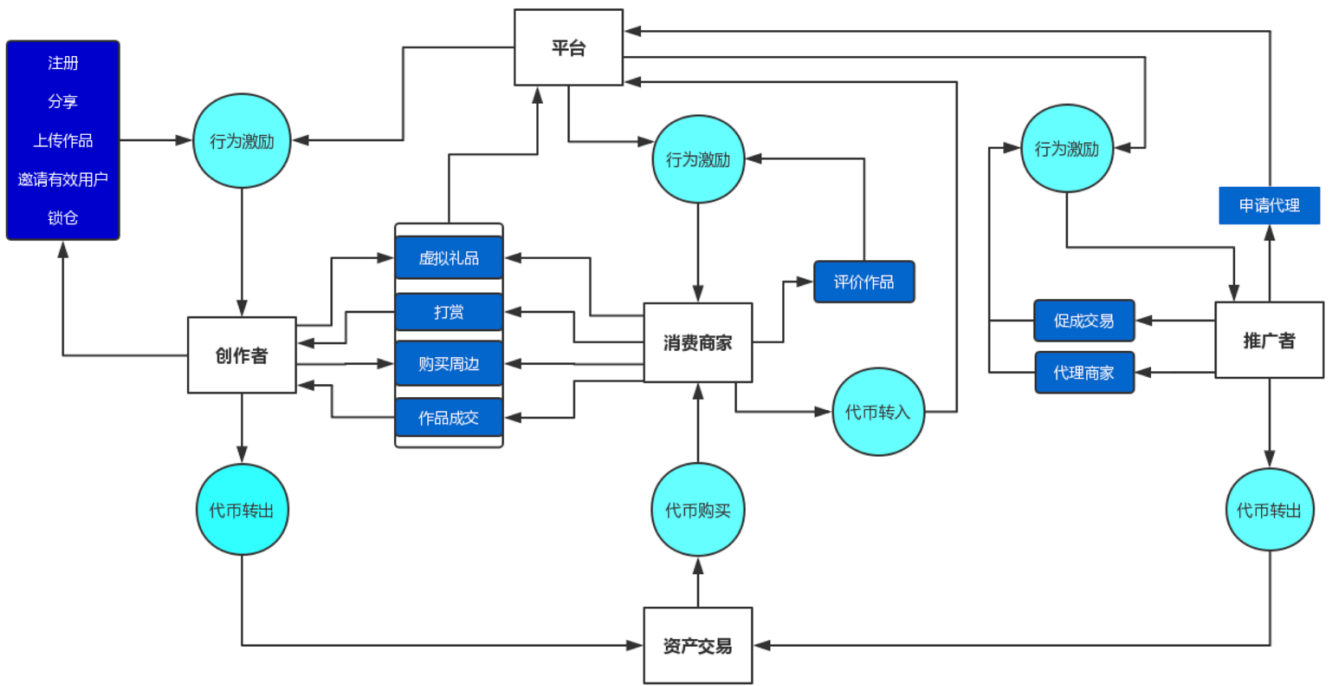 平台
注册
分享
上传作品
邀请有效用户
锁仓
行为激励
行为激励
行为激励
申请代理
虚拟礼品
打赏
购买周边
作品成交
评价作品
创作者
消费商家
促成交易
代理商家
推广者
代币转入
代币转出
代币购买
代币转出
资产交易